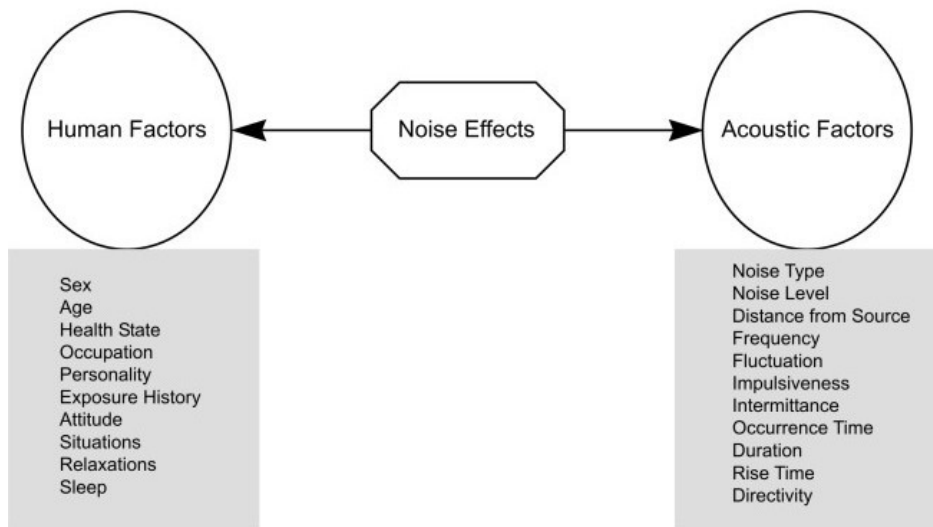 Human Factors
Noise Effects
Acoustic Factors
Sex
Age
Health State
Occupation
Personality
Exposure History
Attitude
Situations
Relaxations
Sleep
Noise Type
Noise Level
Distance from Source
Frequency
Fluctuation
Impulsiveness
Intermittance
Occurrence Time
Duration
Rise Time
Directivity